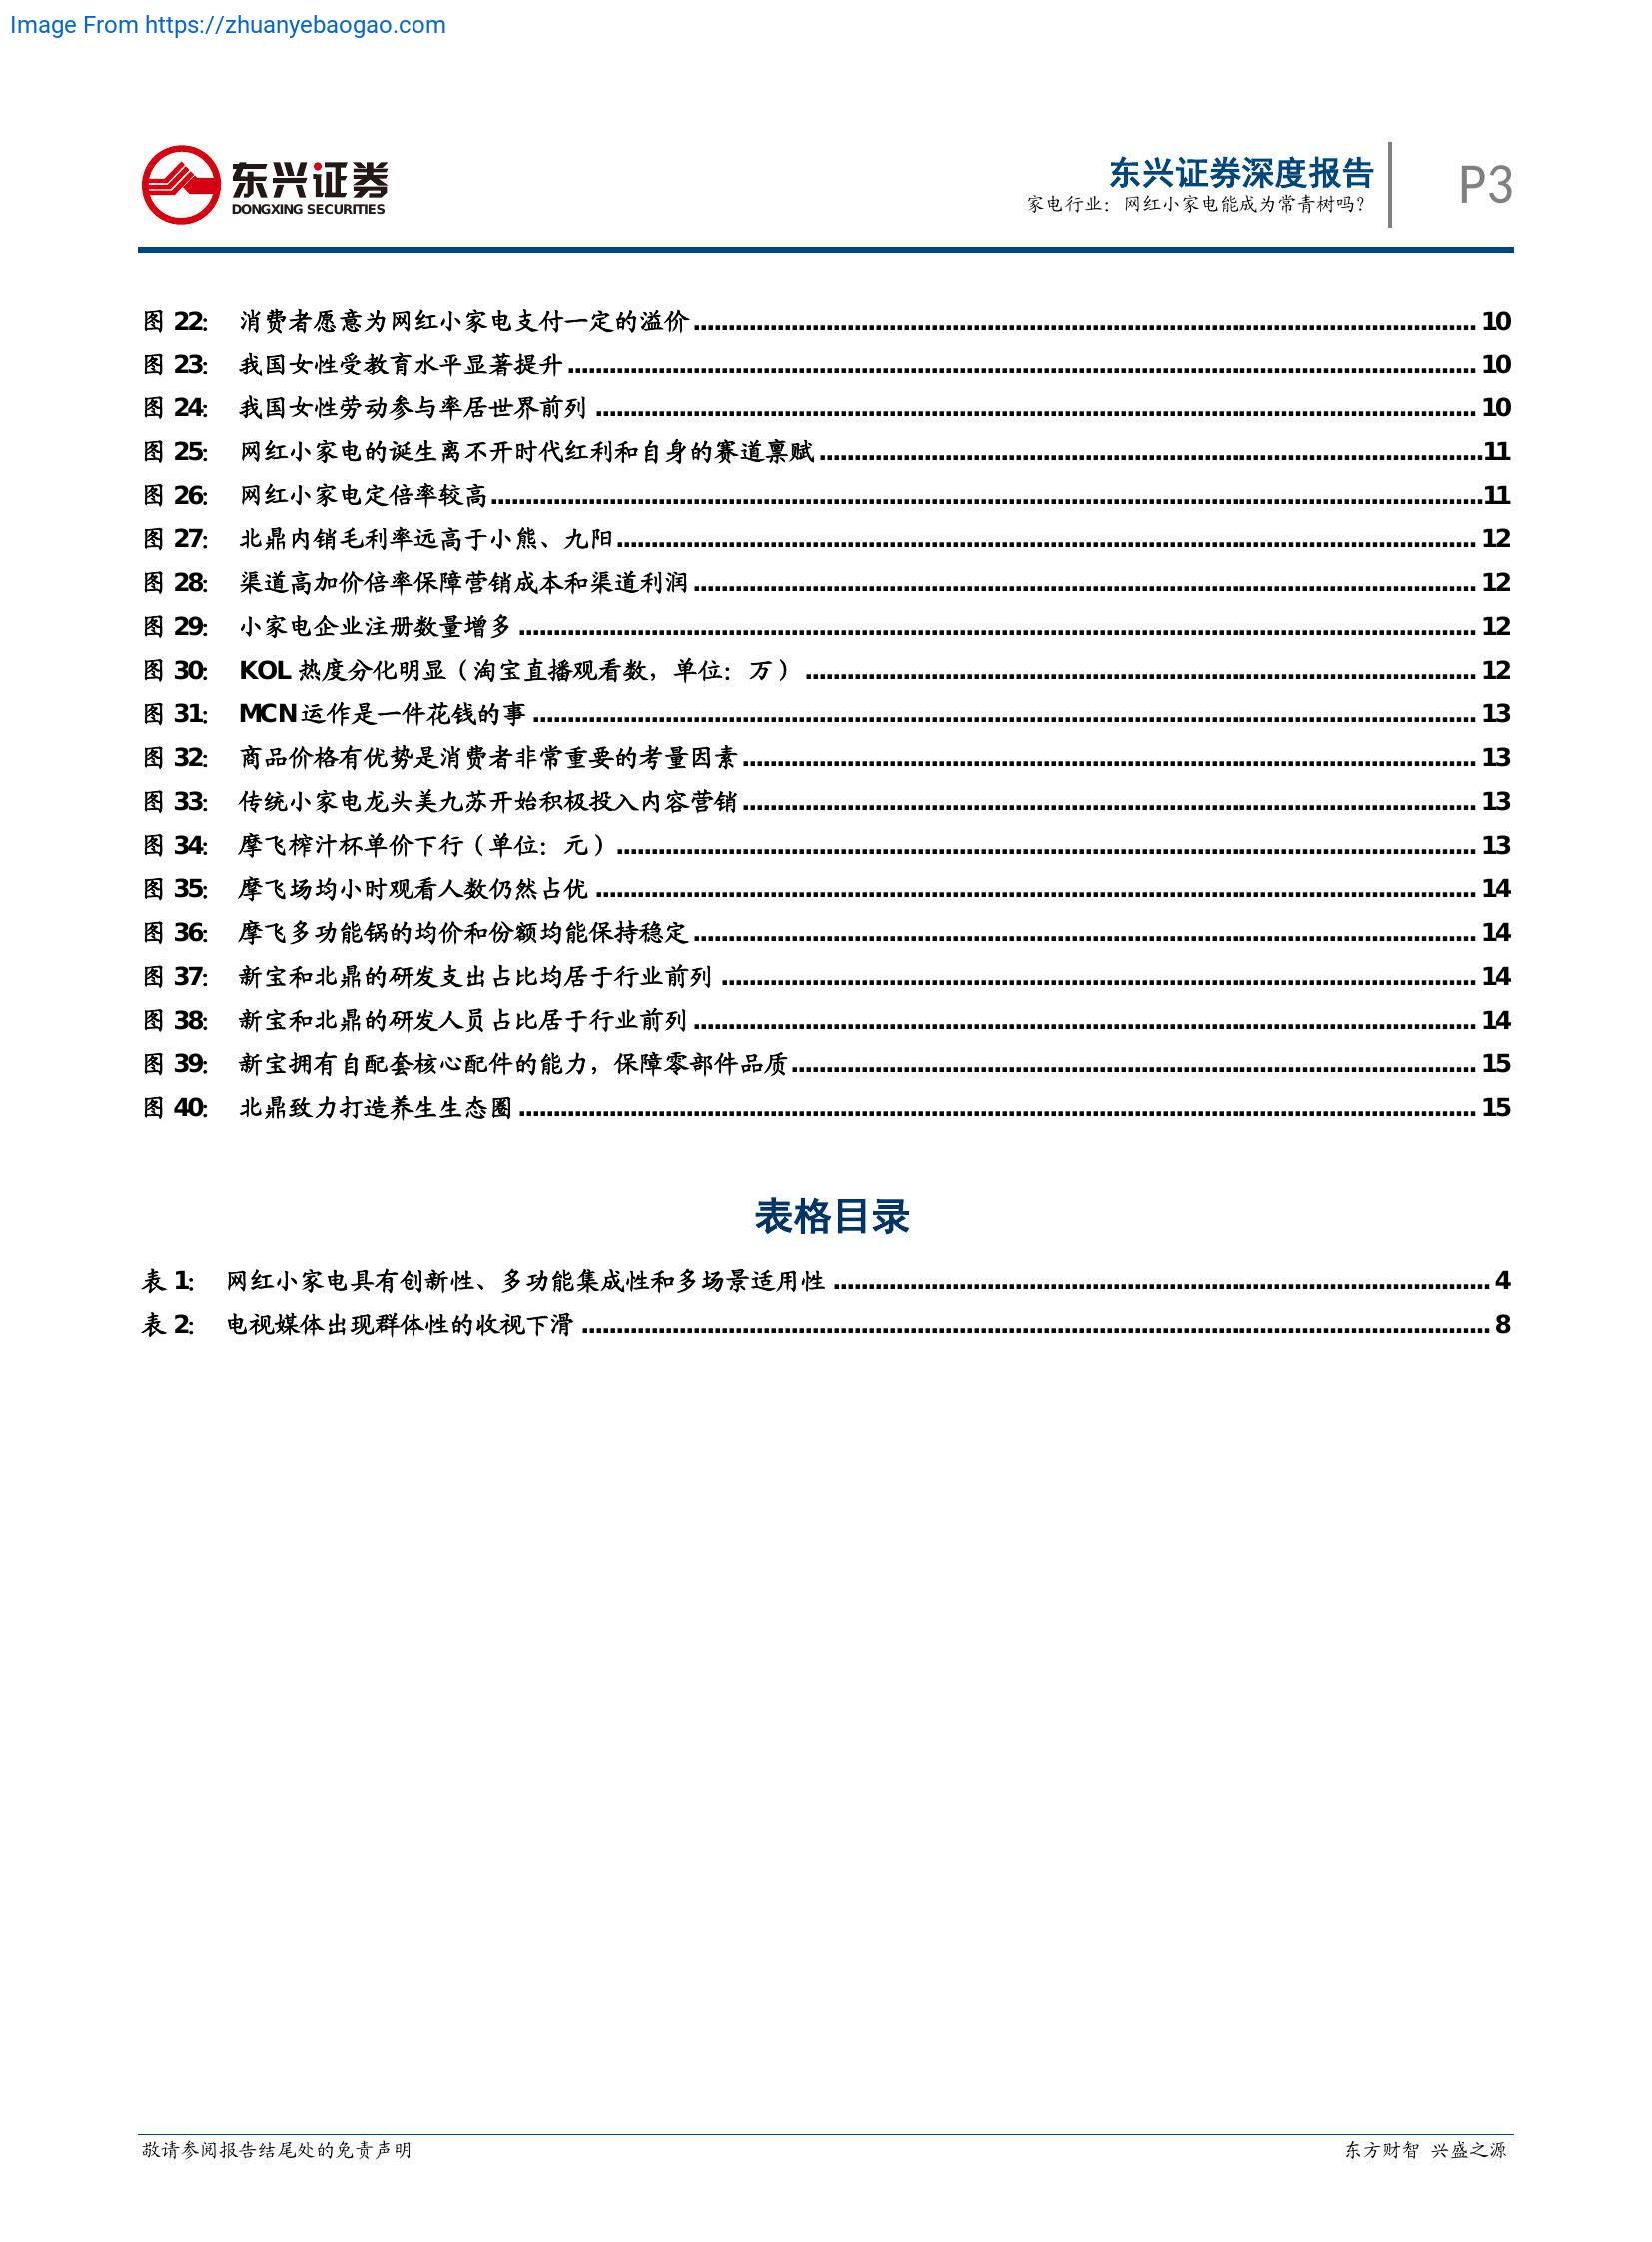 Image From https://zhuanyebaogao.com
东兴证券
DONGXING SECURITIES
东兴证券深度报告
家电行业：网红小家电能成为常青树吗？
P3
图 22： 消费者愿意为网红小家电支付一定的溢价 10
图 23： 我国女性受教育水平显著提升 10
图 24： 我国女性劳动参与率居世界前列 10
图 25： 网红小家电的诞生离不开时代红利和自身的赛道禀赋 11
图 26： 网红小家电定倍率较高 11
图 27： 北鼎内销毛利率远高于小熊、九阳 12
图 28： 渠道高加价倍率保障营销成本和渠道利润 12
图 29： 小家电企业注册数量增多 12
图 30： KOL 热度分化明显（淘宝直播观看数，单位：万） 12
图 31： MCN 运作是一件花钱的事 13
图 32： 商品价格有优势是消费者非常重要的考量因素 13
图 33： 传统小家电龙头美九苏开始积极投入内容营销 13
图 34： 摩飞榨汁杯单价下行（单位：元） 13
图 35： 摩飞场均小时观看人数仍然占优 14
图 36： 摩飞多功能锅的均价和份额均能保持稳定 14
图 37： 新宝和北鼎的研发支出占比均居于行业前列 14
图 38： 新宝和北鼎的研发人员占比居于行业前列 14
图 39： 新宝拥有自配套核心配件的能力，保障零部件品质 15
图 40： 北鼎致力打造养生生态圈 15
表格目录
表 1： 网红小家电具有创新性、多功能集成性和多场景适用性 4
表 2： 电视媒体出现群体性的收视下滑 8
敬请参阅报告结尾处的免责声明
东方财智 兴盛之源